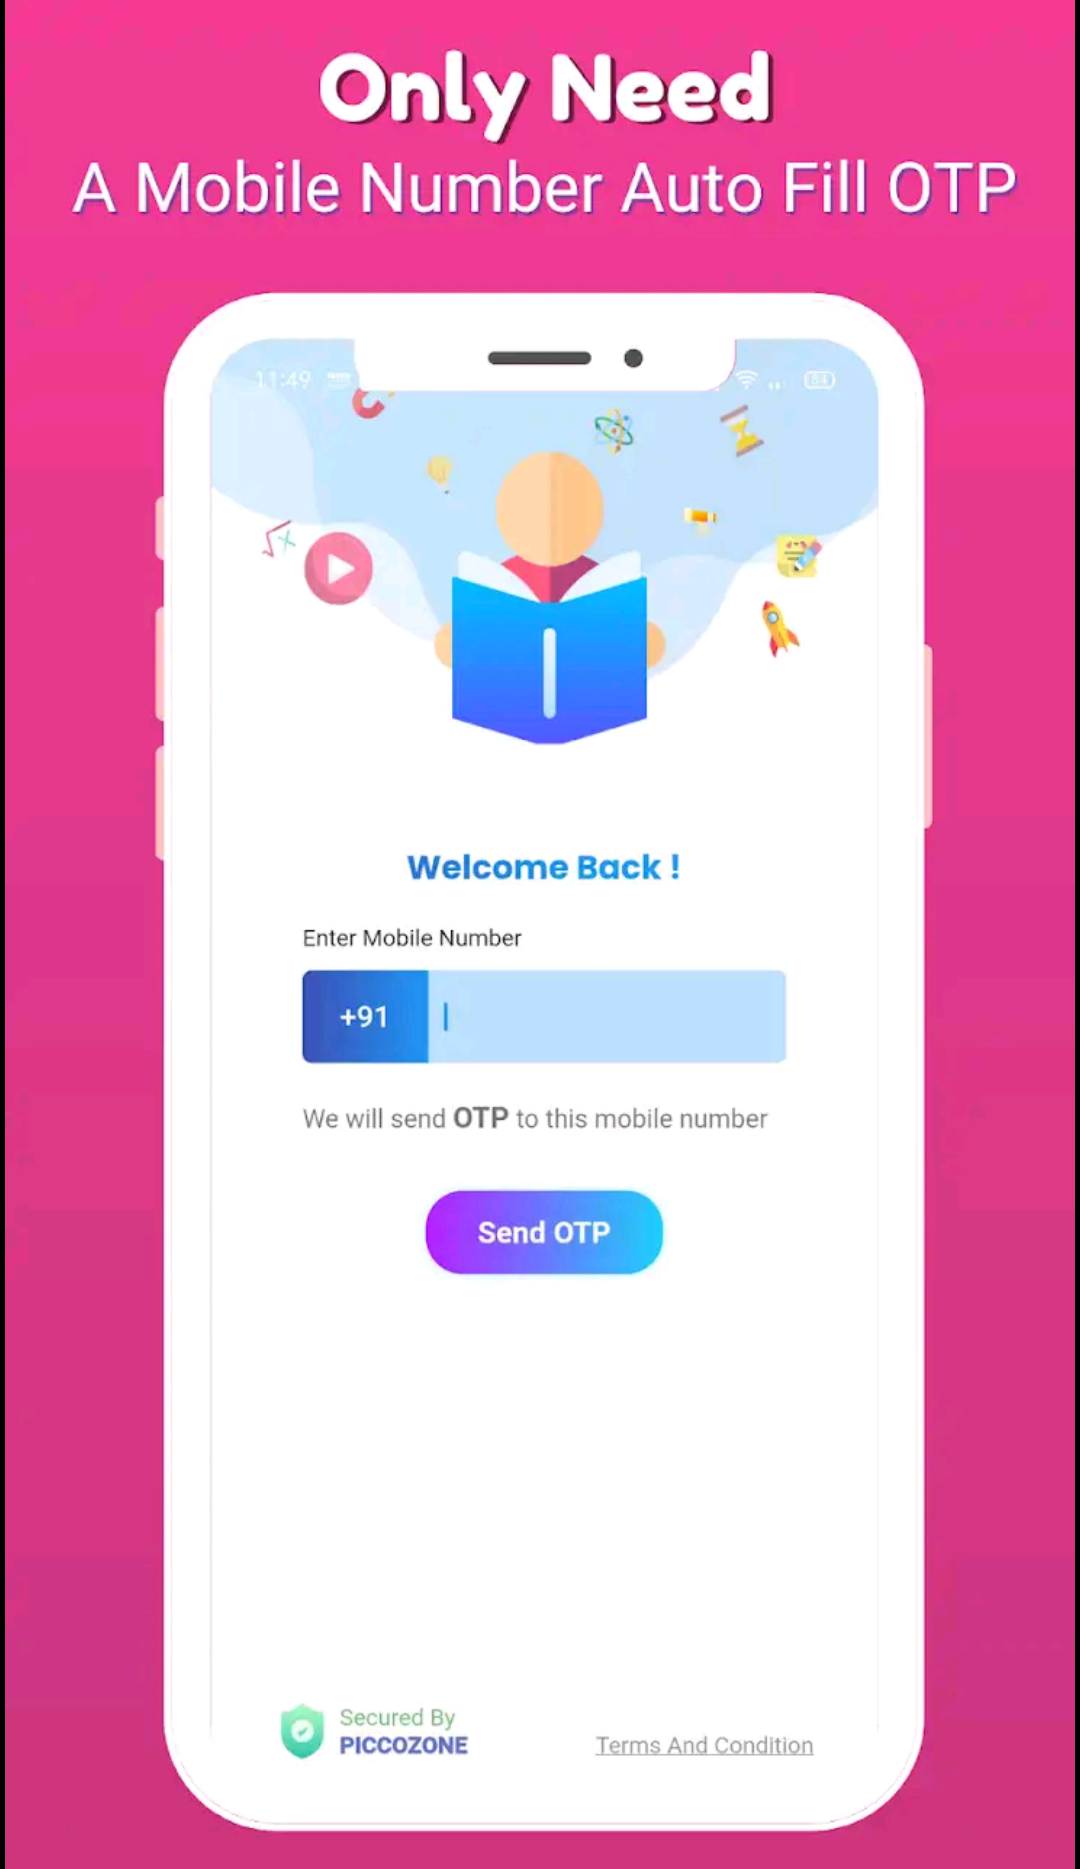 Only Need
A Mobile Number Auto Fill OTP
11:49
84
√x
Welcome Back !
Enter Mobile Number
+91
We will send OTP to this mobile number
Send OTP
Secured By
PICCOZONE
Terms And Condition